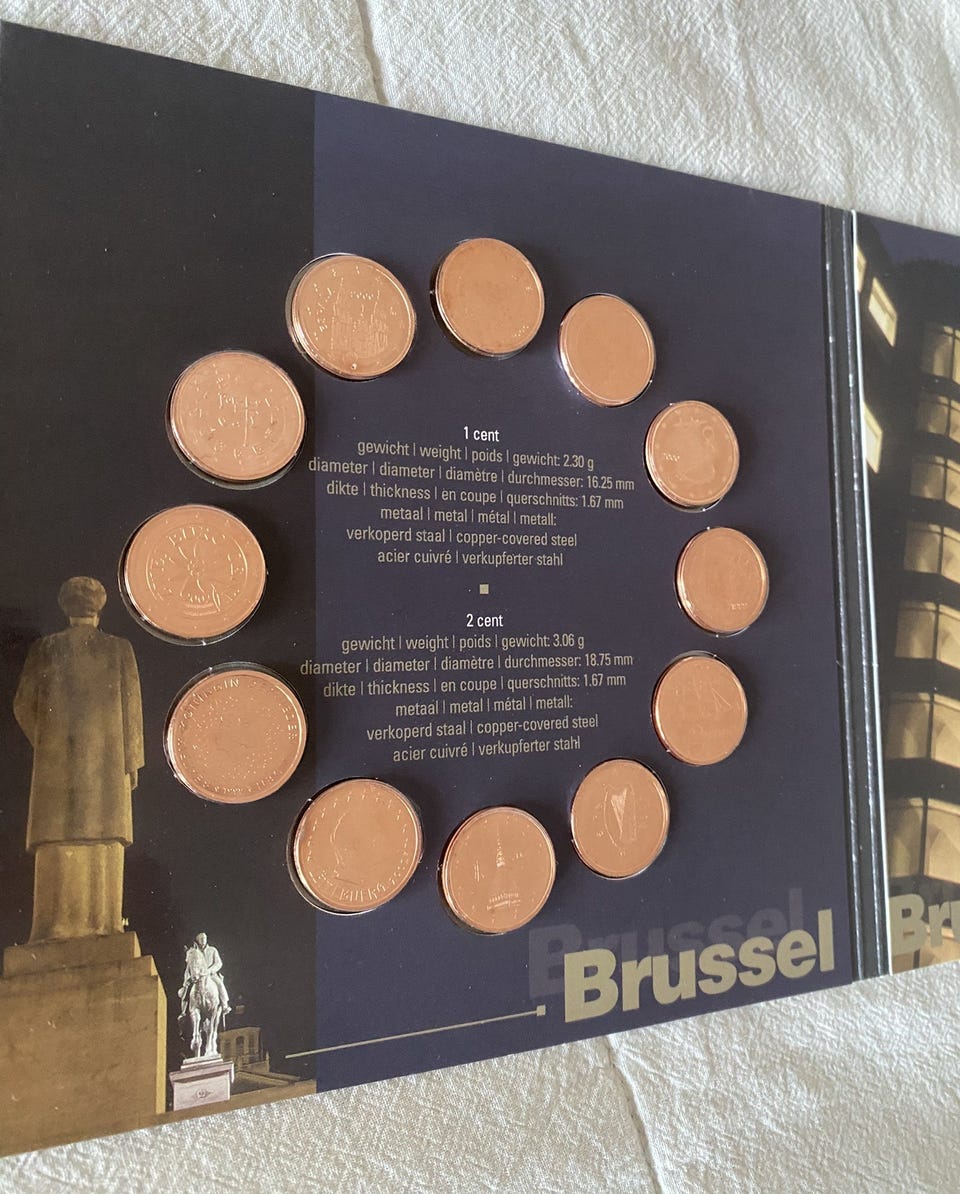 1 cent
gewicht | weight | poids | gewicht: 2.30 g
diameter | diameter | diamètre | durchmesser: 16.25 mm
dikte | thickness | en coupe | querschnitts: 1.67 mm
metaal | metal | métal | metall:
verkoperd staal | copper-covered steel
acier cuivré | verkupferter stahl
2 cent
gewicht | weight | poids | gewicht: 3.06 g
diameter | diameter | diamètre | durchmesser: 18.75 mm
dikte | thickness | en coupe | querschnitts: 1.67 mm
metaal | metal | métal | metall:
verkoperd staal | copper-covered steel
acier cuivré | verkupferter stahl
Brussel
Brussel
Bru